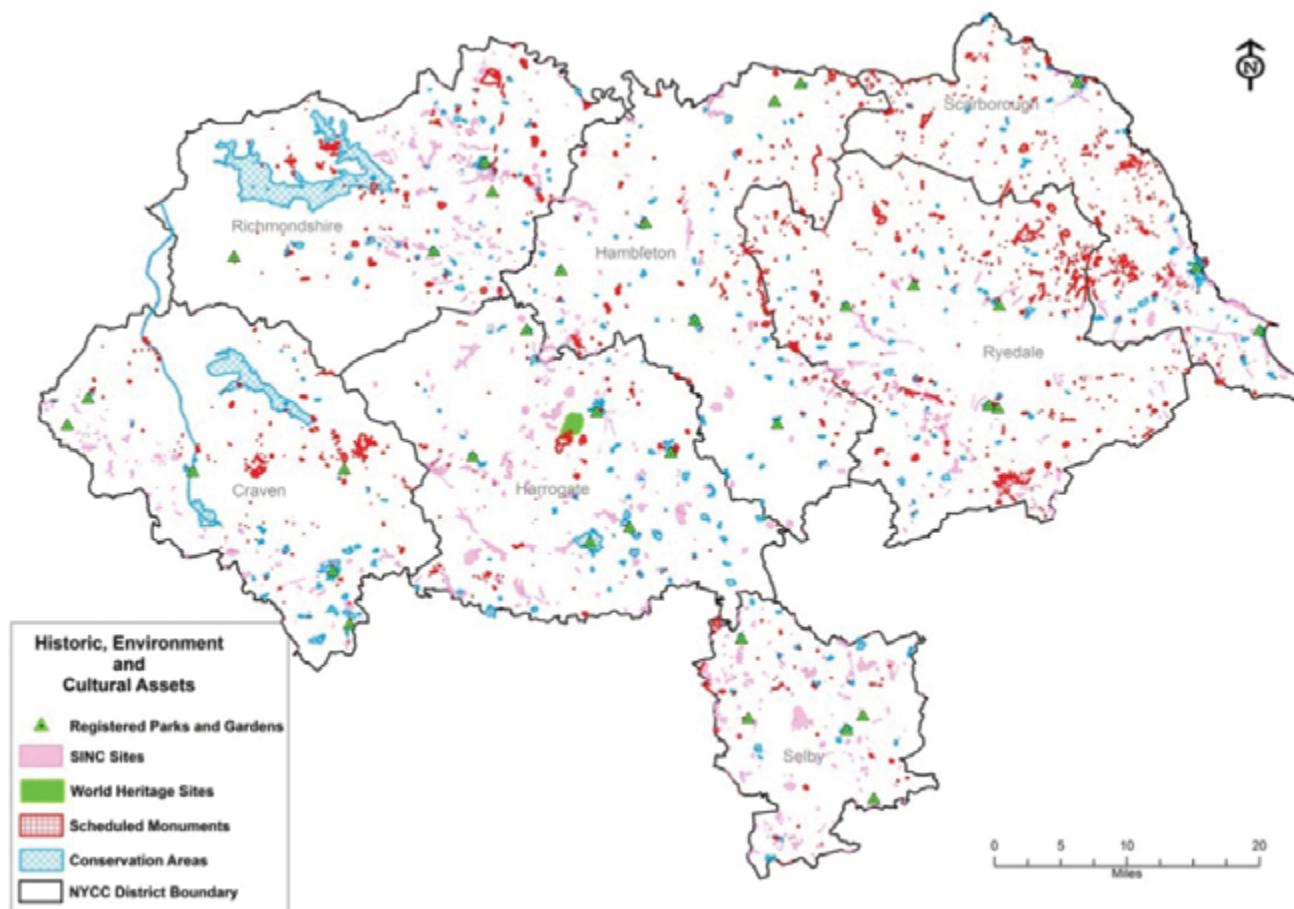 N
Scarborough
Richmondshire
Hambleton
Ryedale
Craven
Harrogate
Selby
Historic, Environment
and
Cultural Assets
Registered Parks and Gardens
SINC Sites
World Heritage Sites
Scheduled Monuments
Conservation Areas
NYCC District Boundary
0 5 10 20
Miles